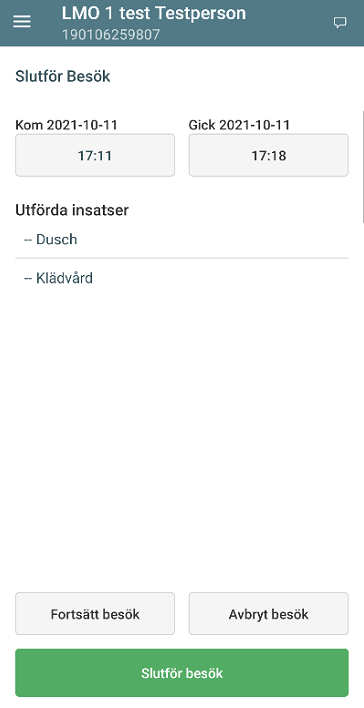 LMO 1 test Testperson
190106259807
Slutför Besök
Kom 2021-10-11 Gick 2021-10-11
17:11 17:18
Utförda insatser
-- Dusch
-- Klädvård
Fortsätt besök Avbryt besök
Slutför besök